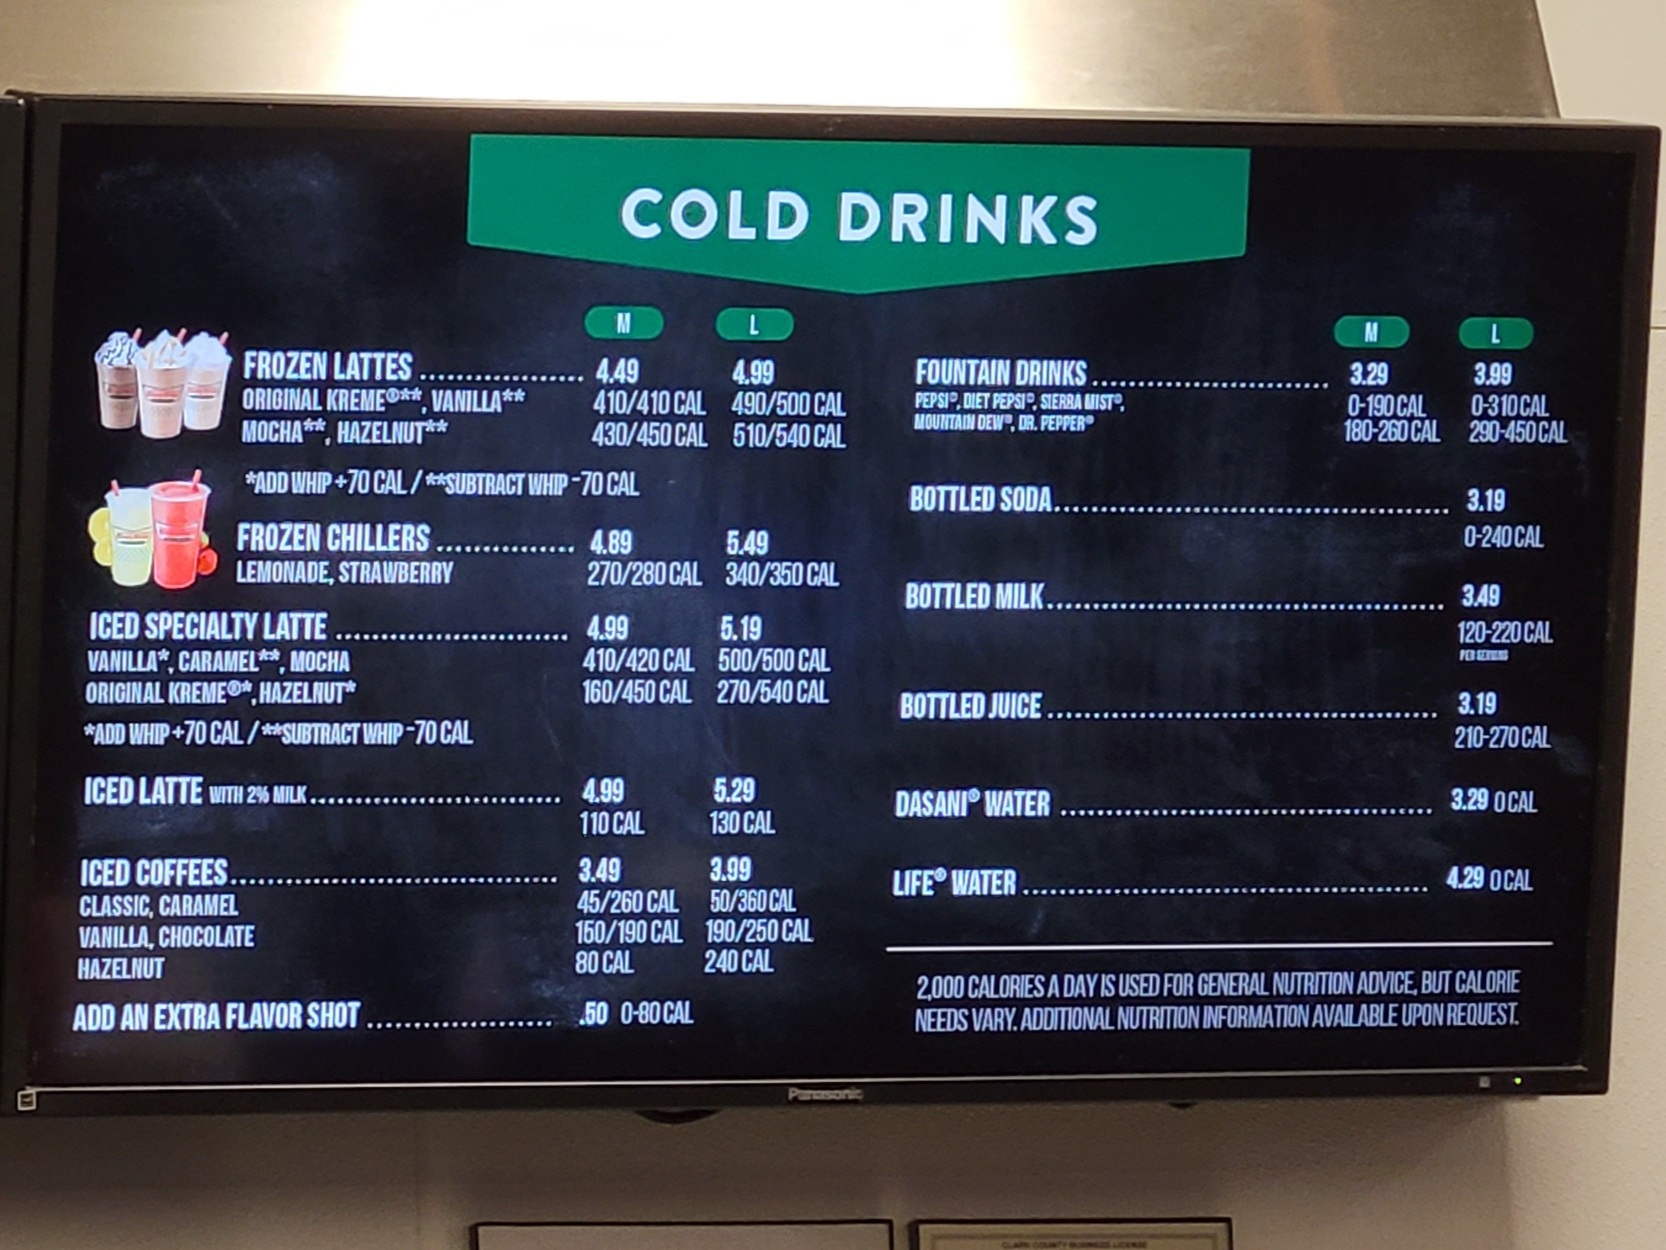 COLD DRINKS
M L
FROZEN LATTES 4.49 4.99
ORIGINAL KREME®**, VANILLA** 410/410 CAL 490/500 CAL
MOCHA**, HAZELNUT** 430/450 CAL 510/540 CAL
*ADD WHIP +70 CAL / **SUBTRACT WHIP -70 CAL
FROZEN CHILLERS 4.89 5.49
LEMONADE, STRAWBERRY 270/280 CAL 340/350 CAL
ICED SPECIALTY LATTE 4.99 5.19
VANILLA*, CARAMEL**, MOCHA 410/420 CAL 500/500 CAL
ORIGINAL KREME®*, HAZELNUT* 160/450 CAL 270/540 CAL
*ADD WHIP +70 CAL / **SUBTRACT WHIP -70 CAL
ICED LATTE WITH 2% MILK 4.99 5.29
110 CAL 130 CAL
ICED COFFEES 3.49 3.99
CLASSIC, CARAMEL 45/260 CAL 50/360 CAL
VANILLA, CHOCOLATE 150/190 CAL 190/250 CAL
HAZELNUT 80 CAL 240 CAL
ADD AN EXTRA FLAVOR SHOT .50 0-80 CAL
M L
FOUNTAIN DRINKS 3.29 3.99
PEPSI®, DIET PEPSI®, SIERRA MIST®, 0-190 CAL 0-310 CAL
MOUNTAIN DEW®, DR. PEPPER® 180-260 CAL 290-450 CAL
BOTTLED SODA 3.19
0-240 CAL
BOTTLED MILK 3.49
120-220 CAL
PER SERVING
BOTTLED JUICE 3.19
210-270 CAL
DASANI® WATER 3.29 0 CAL
LIFE® WATER 4.29 0 CAL
2,000 CALORIES A DAY IS USED FOR GENERAL NUTRITION ADVICE, BUT CALORIE
NEEDS VARY. ADDITIONAL NUTRITION INFORMATION AVAILABLE UPON REQUEST.
Panasonic
CLARK COUNTY BUSINESS LICENSE